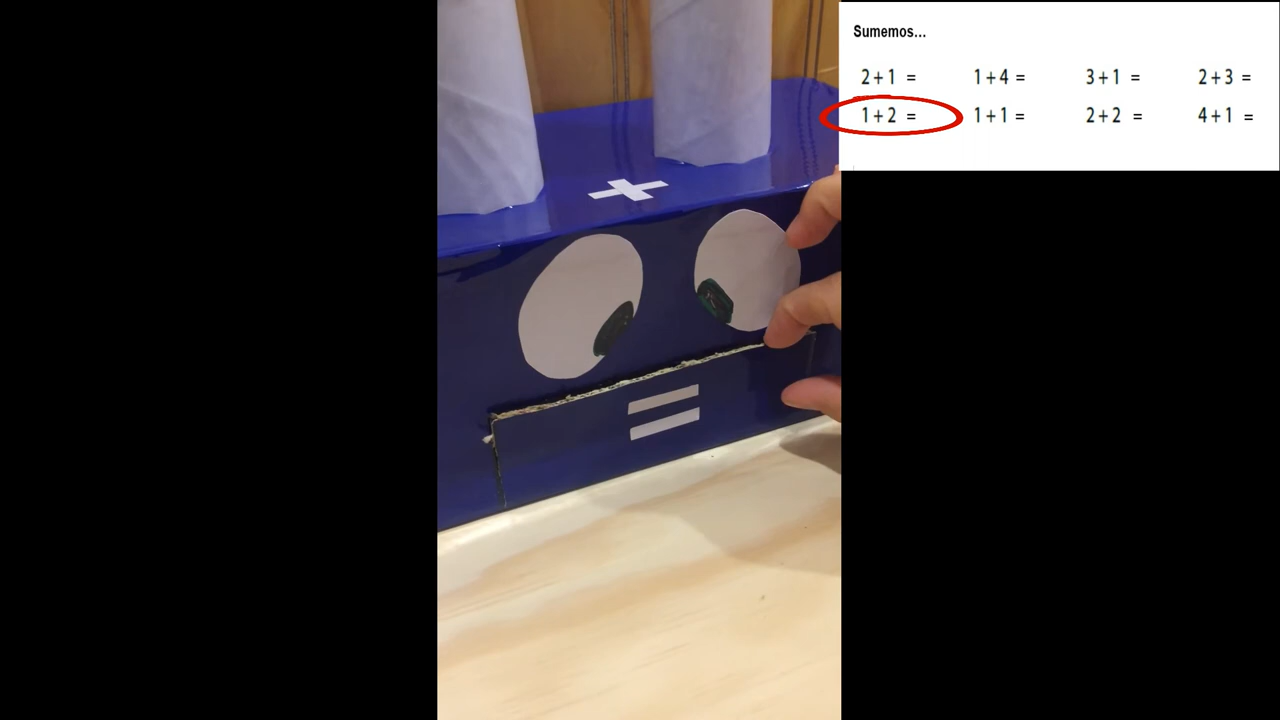 Sumemos...
2+1 = 1+4 = 3+1 = 2+3 =
1+2 = 1+1 = 2+2 = 4+1 =
+
=